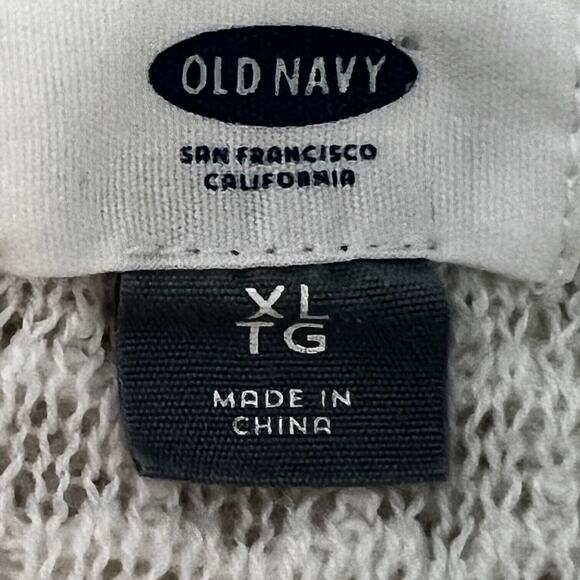 OLD NAVY
SAN FRANCISCO
CALIFORNIA
XL
TG
MADE IN
CHINA